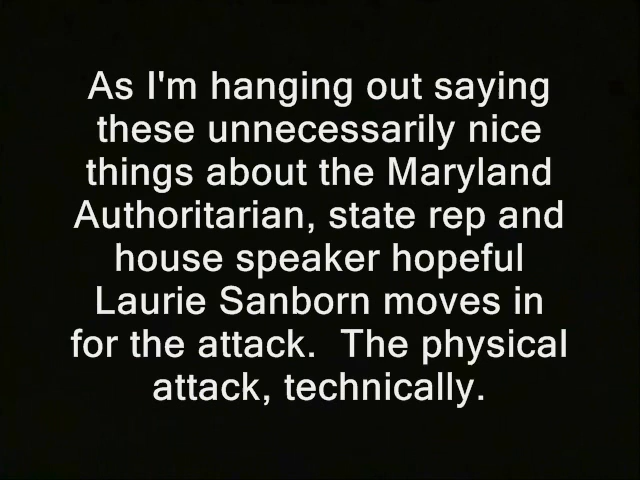 As I'm hanging out saying
these unnecessarily nice
things about the Maryland
Authoritarian, state rep and
house speaker hopeful
Laurie Sanborn moves in
for the attack.  The physical
attack, technically.